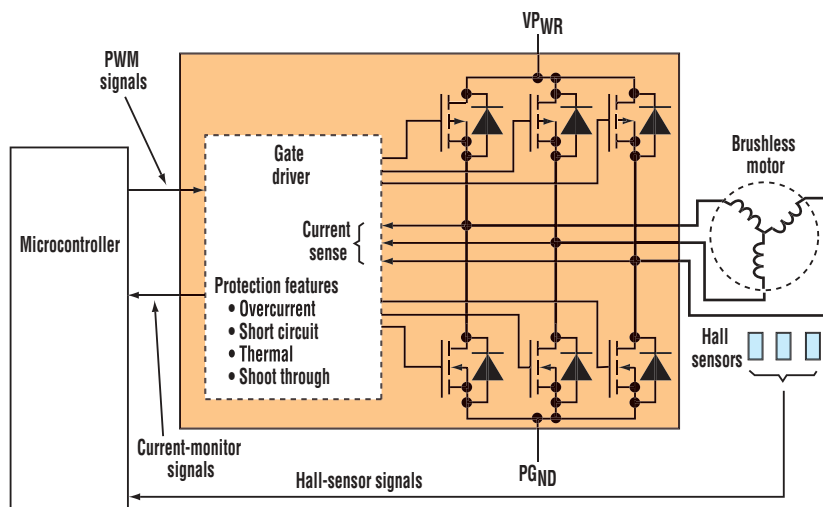 VPWR
PWM
signals
Gate
driver
Brushless
motor
Microcontroller
Current
sense
Protection features
• Overcurrent
• Short circuit
• Thermal
• Shoot through
Hall
sensors
Current-monitor
signals
PGND
Hall-sensor signals